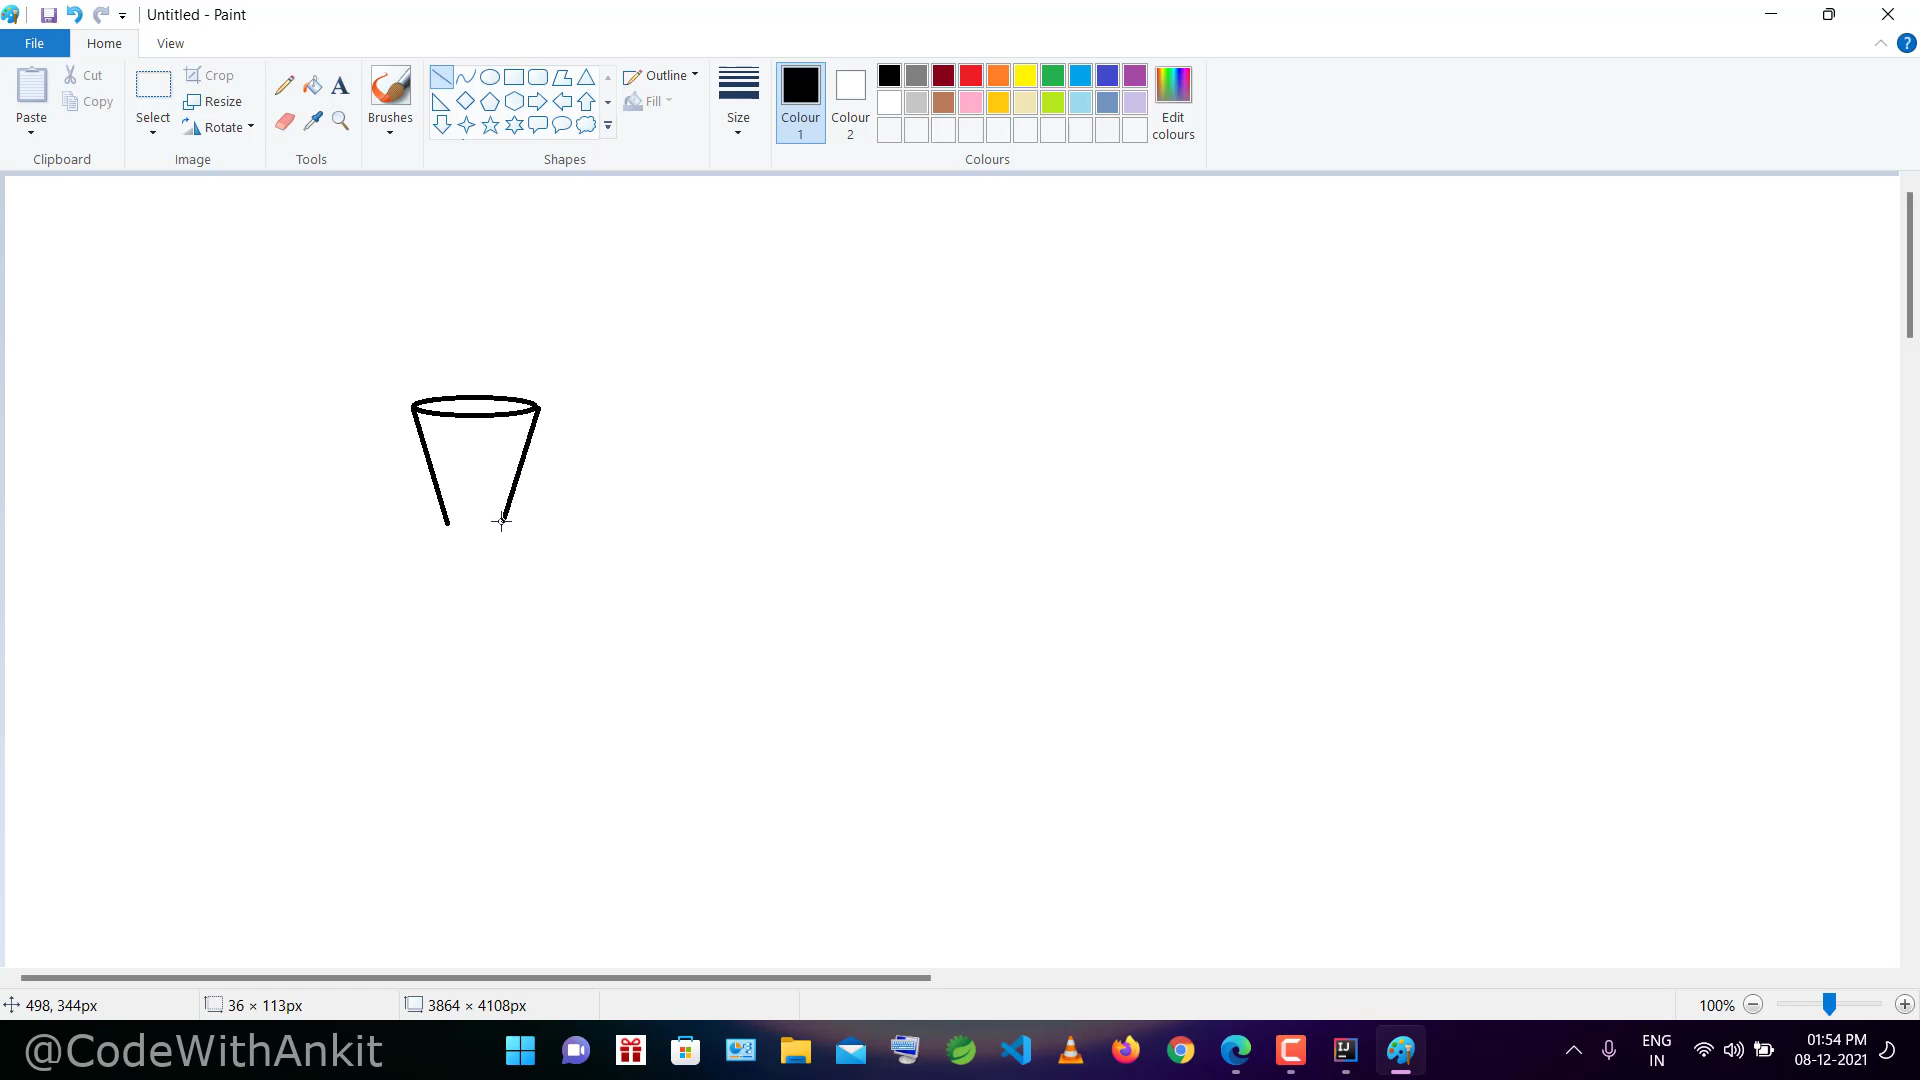 Untitled - Paint
File
Home
View
Paste
Cut
Copy
Clipboard
Select
Crop
Resize
Rotate
Image
A
Tools
Brushes
Shapes
Outline
Fill
Size
Colour
1
Colour
2
Colours
Edit
colours
498, 344px
36 × 113px
3864 × 4108px
100%
@CodeWithAnkit
ENG
IN
01:54 PM
08-12-2021